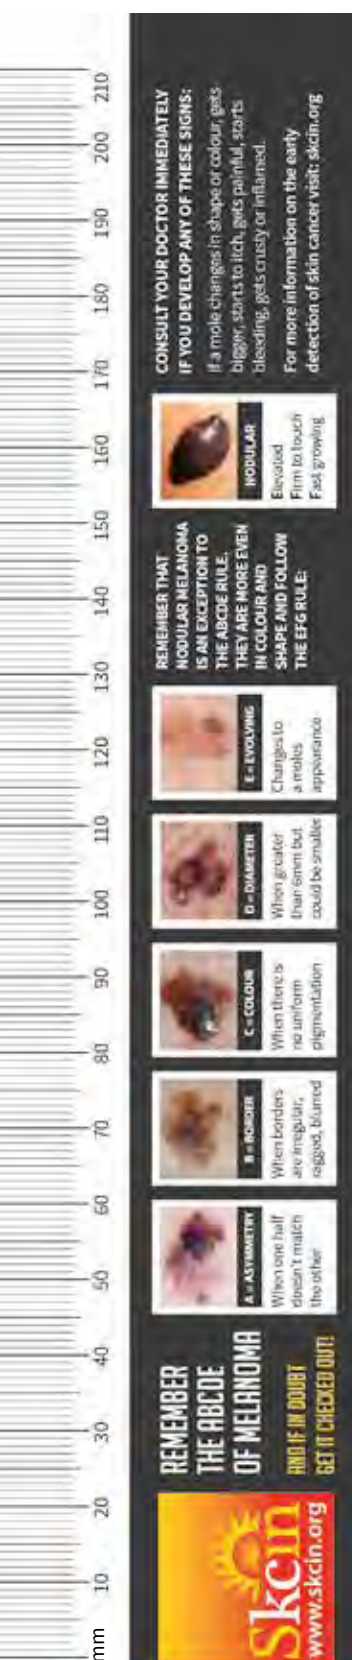 mm 10 20 30 40 50 60 70 80 90 100 110 120 130 140 150 160 170 180 190 200 210
Skcin
www.skcin.org
REMEMBER
THE ABCDE
OF MELANOMA
AND IF IN DOUBT
GET IT CHECKED OUT!
A = ASYMMETRY
When one half
doesn't match
the other
B = BORDER
When borders
are irregular,
ragged, blurred
C = COLOUR
When there is
no uniform
pigmentation
D = DIAMETER
When greater
than 6mm but
could be smaller
E = EVOLVING
Changes to
a moles
appearance
REMEMBER THAT
NODULAR MELANOMA
IS AN EXCEPTION TO
THE ABCDE RULE.
THEY ARE MORE EVEN
IN COLOUR AND
SHAPE AND FOLLOW
THE EFG RULE:
NODULAR
Elevated
Firm to touch
Fast growing
CONSULT YOUR DOCTOR IMMEDIATELY
IF YOU DEVELOP ANY OF THESE SIGNS:
If a mole changes in shape or colour, gets
bigger, starts to itch, gets painful, starts
bleeding, gets crusty or inflamed.
For more information on the early
detection of skin cancer visit: skcin.org